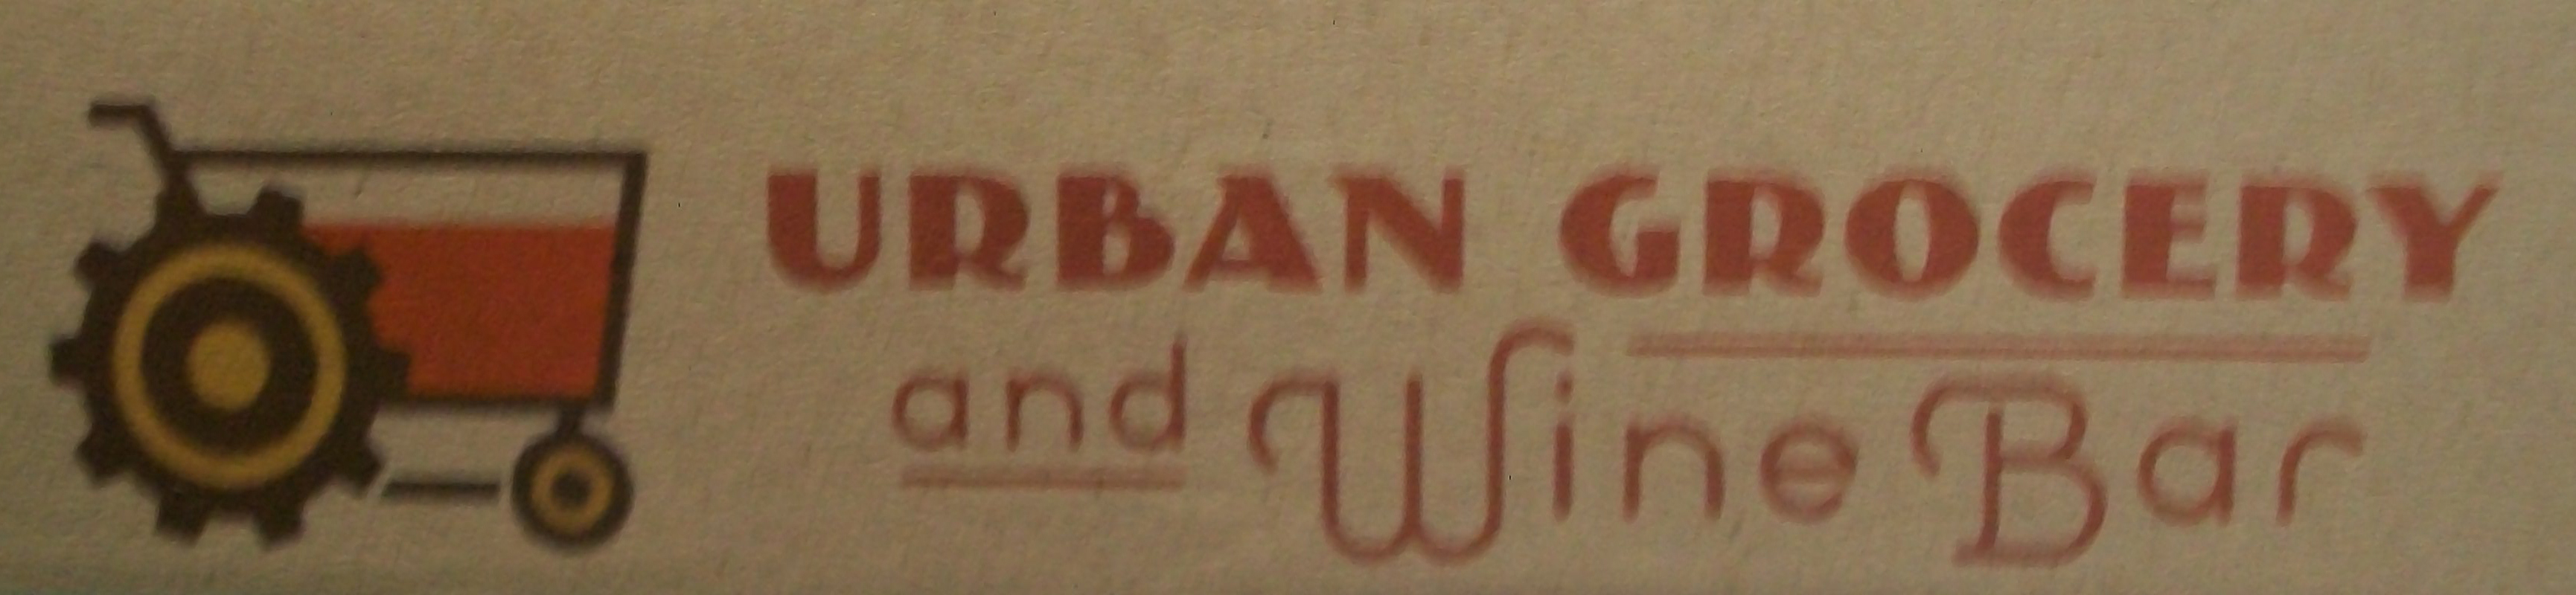 URBAN GROCERY
and Wine Bar